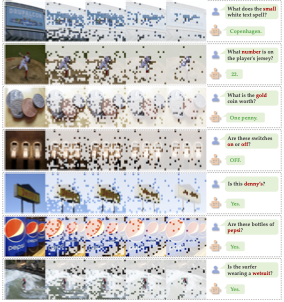 What does the small
white text spell?
Copenhagen.
What number is on
the player's jersey?
22.
What is the gold
coin worth?
One penny.
Are these switches
on or off?
OFF.
Is this denny's?
Yes.
pepsi
Are these bottles of
pepsi?
Yes.
Is the surfer
wearing a wetsuit?
Yes.